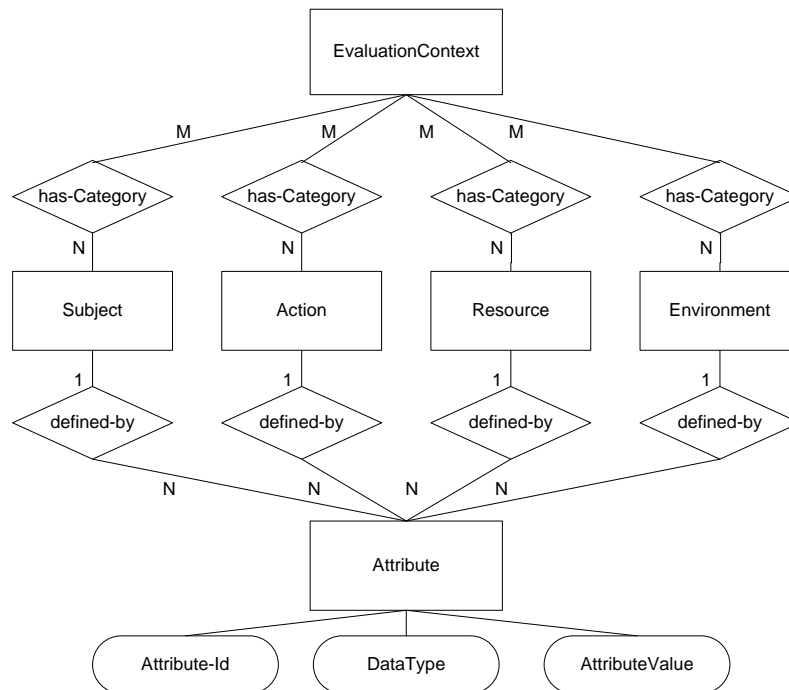 EvaluationContext
M M M M
has-Category has-Category has-Category has-Category
N N N N
Subject Action Resource Environment
1 1 1 1
defined-by defined-by defined-by defined-by
N N N N
Attribute
Attribute-Id DataType AttributeValue